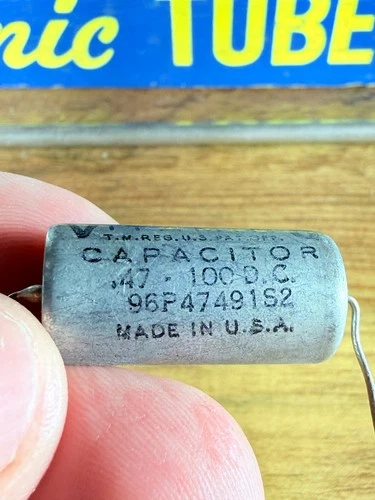 nic TUBE
T.M.REG.U.S.PAT.OFF.
CAPACITOR
.47 - 100-D.C.
96P47491S2
MADE IN U.S.A.